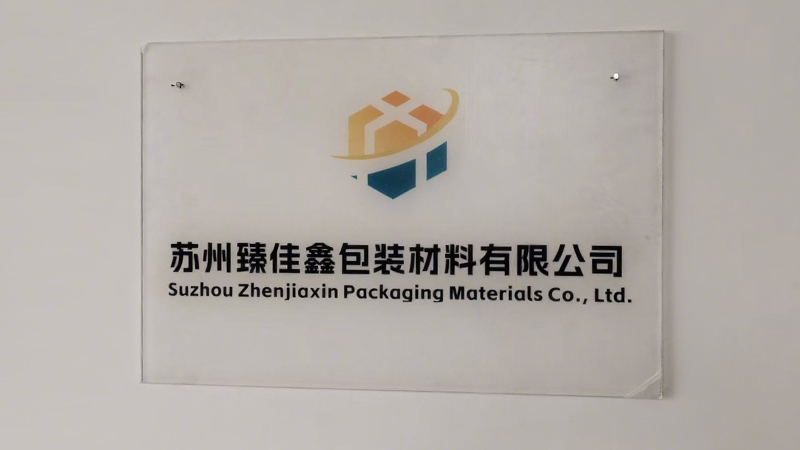 苏州臻佳鑫包装材料有限公司
Suzhou Zhenjiaxin Packaging Materials Co., Ltd.